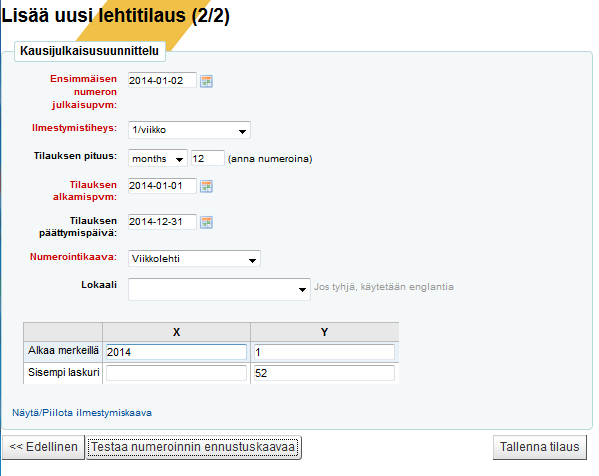 Lisää uusi lehtitilaus (2/2)
Kausijulkaisusuunnittelu
Ensimmäisen
numeron
julkaisupvm:
2014-01-02
Ilmestymistiheys:
1/viikko
Tilauksen pituus:
months 12 (anna numeroina)
Tilauksen
alkamispvm:
2014-01-01
Tilauksen
päättymispäivä:
2014-12-31
Numerointikaava:
Viikkolehti
Lokaali
Jos tyhjä, käytetään englantia
X Y
Alkaa merkeillä 2014 1
Sisempi laskuri 52
Näytä/Piilota ilmestymiskaava
<< Edellinen Testaa numeroinnin ennustuskaavaa Tallenna tilaus